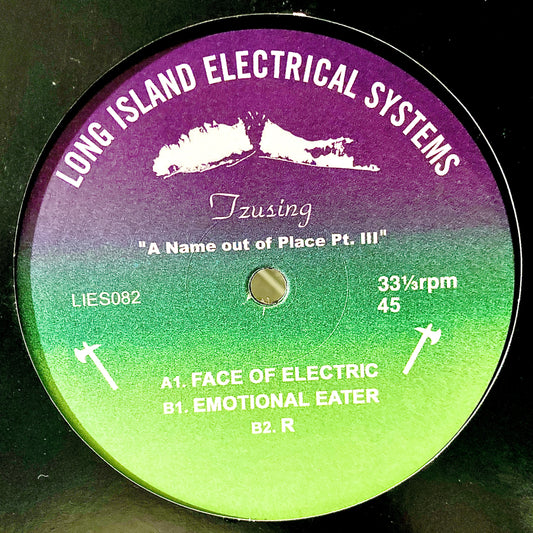 LONG ISLAND ELECTRICAL SYSTEMS
Tzusing
"A Name out of Place Pt. III"
LIES082
33⅓rpm
45
A1. FACE OF ELECTRIC
B1. EMOTIONAL EATER
B2. R